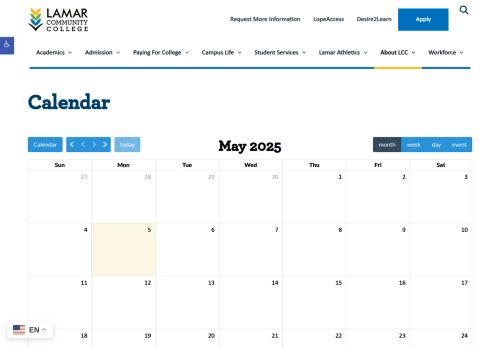 LAMAR
COMMUNITY
COLLEGE
Request More Information LopeAccess Desire2Learn Apply
Academics Admission Paying For College Campus Life Student Services Lamar Athletics About LCC Workforce
Calendar
Calendar today May 2025 month week day event
Sun Mon Tue Wed Thu Fri Sat
27 28 29 30 1 2 3
4 5 6 7 8 9 10
11 12 13 14 15 16 17
EN
18 19 20 21 22 23 24